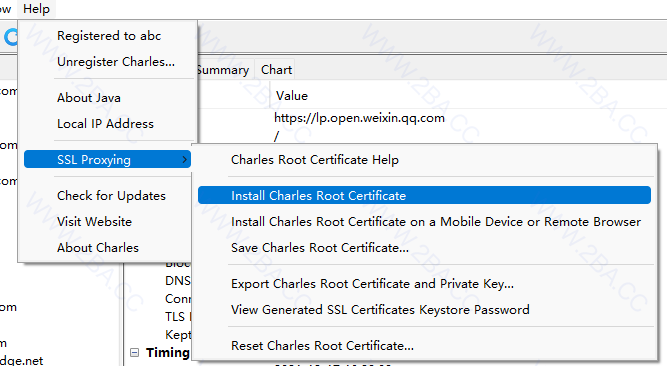 ow Help
Registered to abc
Unregister Charles...
About Java
Local IP Address
SSL Proxying
Check for Updates
Visit Website
About Charles
Summary Chart
Value
https://lp.open.weixin.qq.com
/
Charles Root Certificate Help
Install Charles Root Certificate
Install Charles Root Certificate on a Mobile Device or Remote Browser
Save Charles Root Certificate...
Export Charles Root Certificate and Private Key...
View Generated SSL Certificates Keystore Password
Reset Charles Root Certificate...
com
om
com
om
om
dge.net
DNS
Conn
TLS
Kept
Timing
WWW.2BA.CC